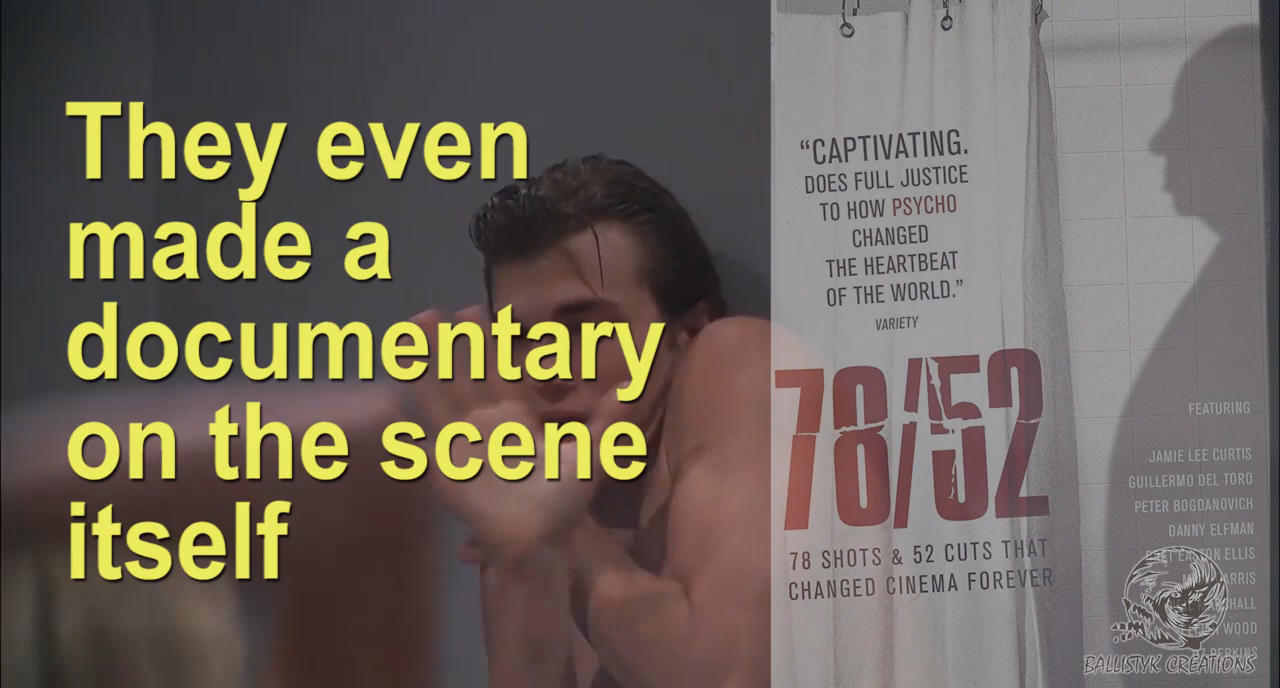 They even
made a
documentary
on the scene
itself
“CAPTIVATING.
DOES FULL JUSTICE
TO HOW PSYCHO
CHANGED
THE HEARTBEAT
OF THE WORLD.”
VARIETY
78/52
78 SHOTS & 52 CUTS THAT
CHANGED CINEMA FOREVER
FEATURING
JAMIE LEE CURTIS
GUILLERMO DEL TORO
PETER BOGDANOVICH
DANNY ELFMAN
ELLIS
WOOD
BALLISTYK CREATIONS